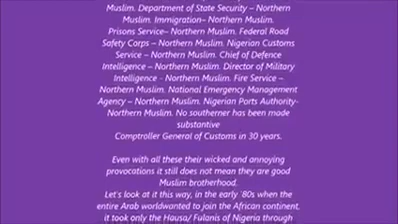 Muslim. Department of State Security – Northern
Muslim. Immigration– Northern Muslim.
Prisons Service– Northern Muslim. Federal Road
Safety Corps – Northern Muslim. Nigerian Customs
Service – Northern Muslim. Chief of Defence
Intelligence – Northern Muslim. Director of Military
Intelligence - Northern Muslim. Fire Service –
Northern Muslim. National Emergency Management
Agency – Northern Muslim. Nigerian Ports Authority-
Northern Muslim. No southerner has been made
substantive
Comptroller General of Customs in 30 years.
Even with all these their wicked and annoying
provocations it still does not mean they are good
Muslim brotherhood.
Let's look at it this way, in the early '80s when the
entire Arab worldwanted to join the African continent,
it took only the Hausa/ Fulanis of Nigeria through